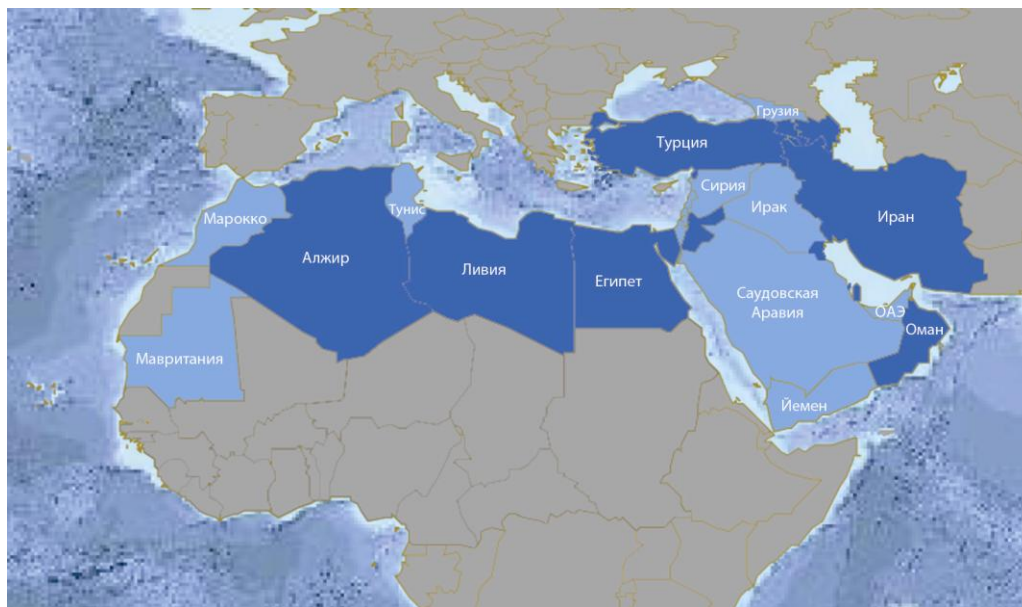 Грузия
Турция
Сирия
Ирак
Иран
Марокко
Тунис
Алжир
Ливия
Египет
Саудовская
Аравия
ОАЭ
Оман
Мавритания
Йемен